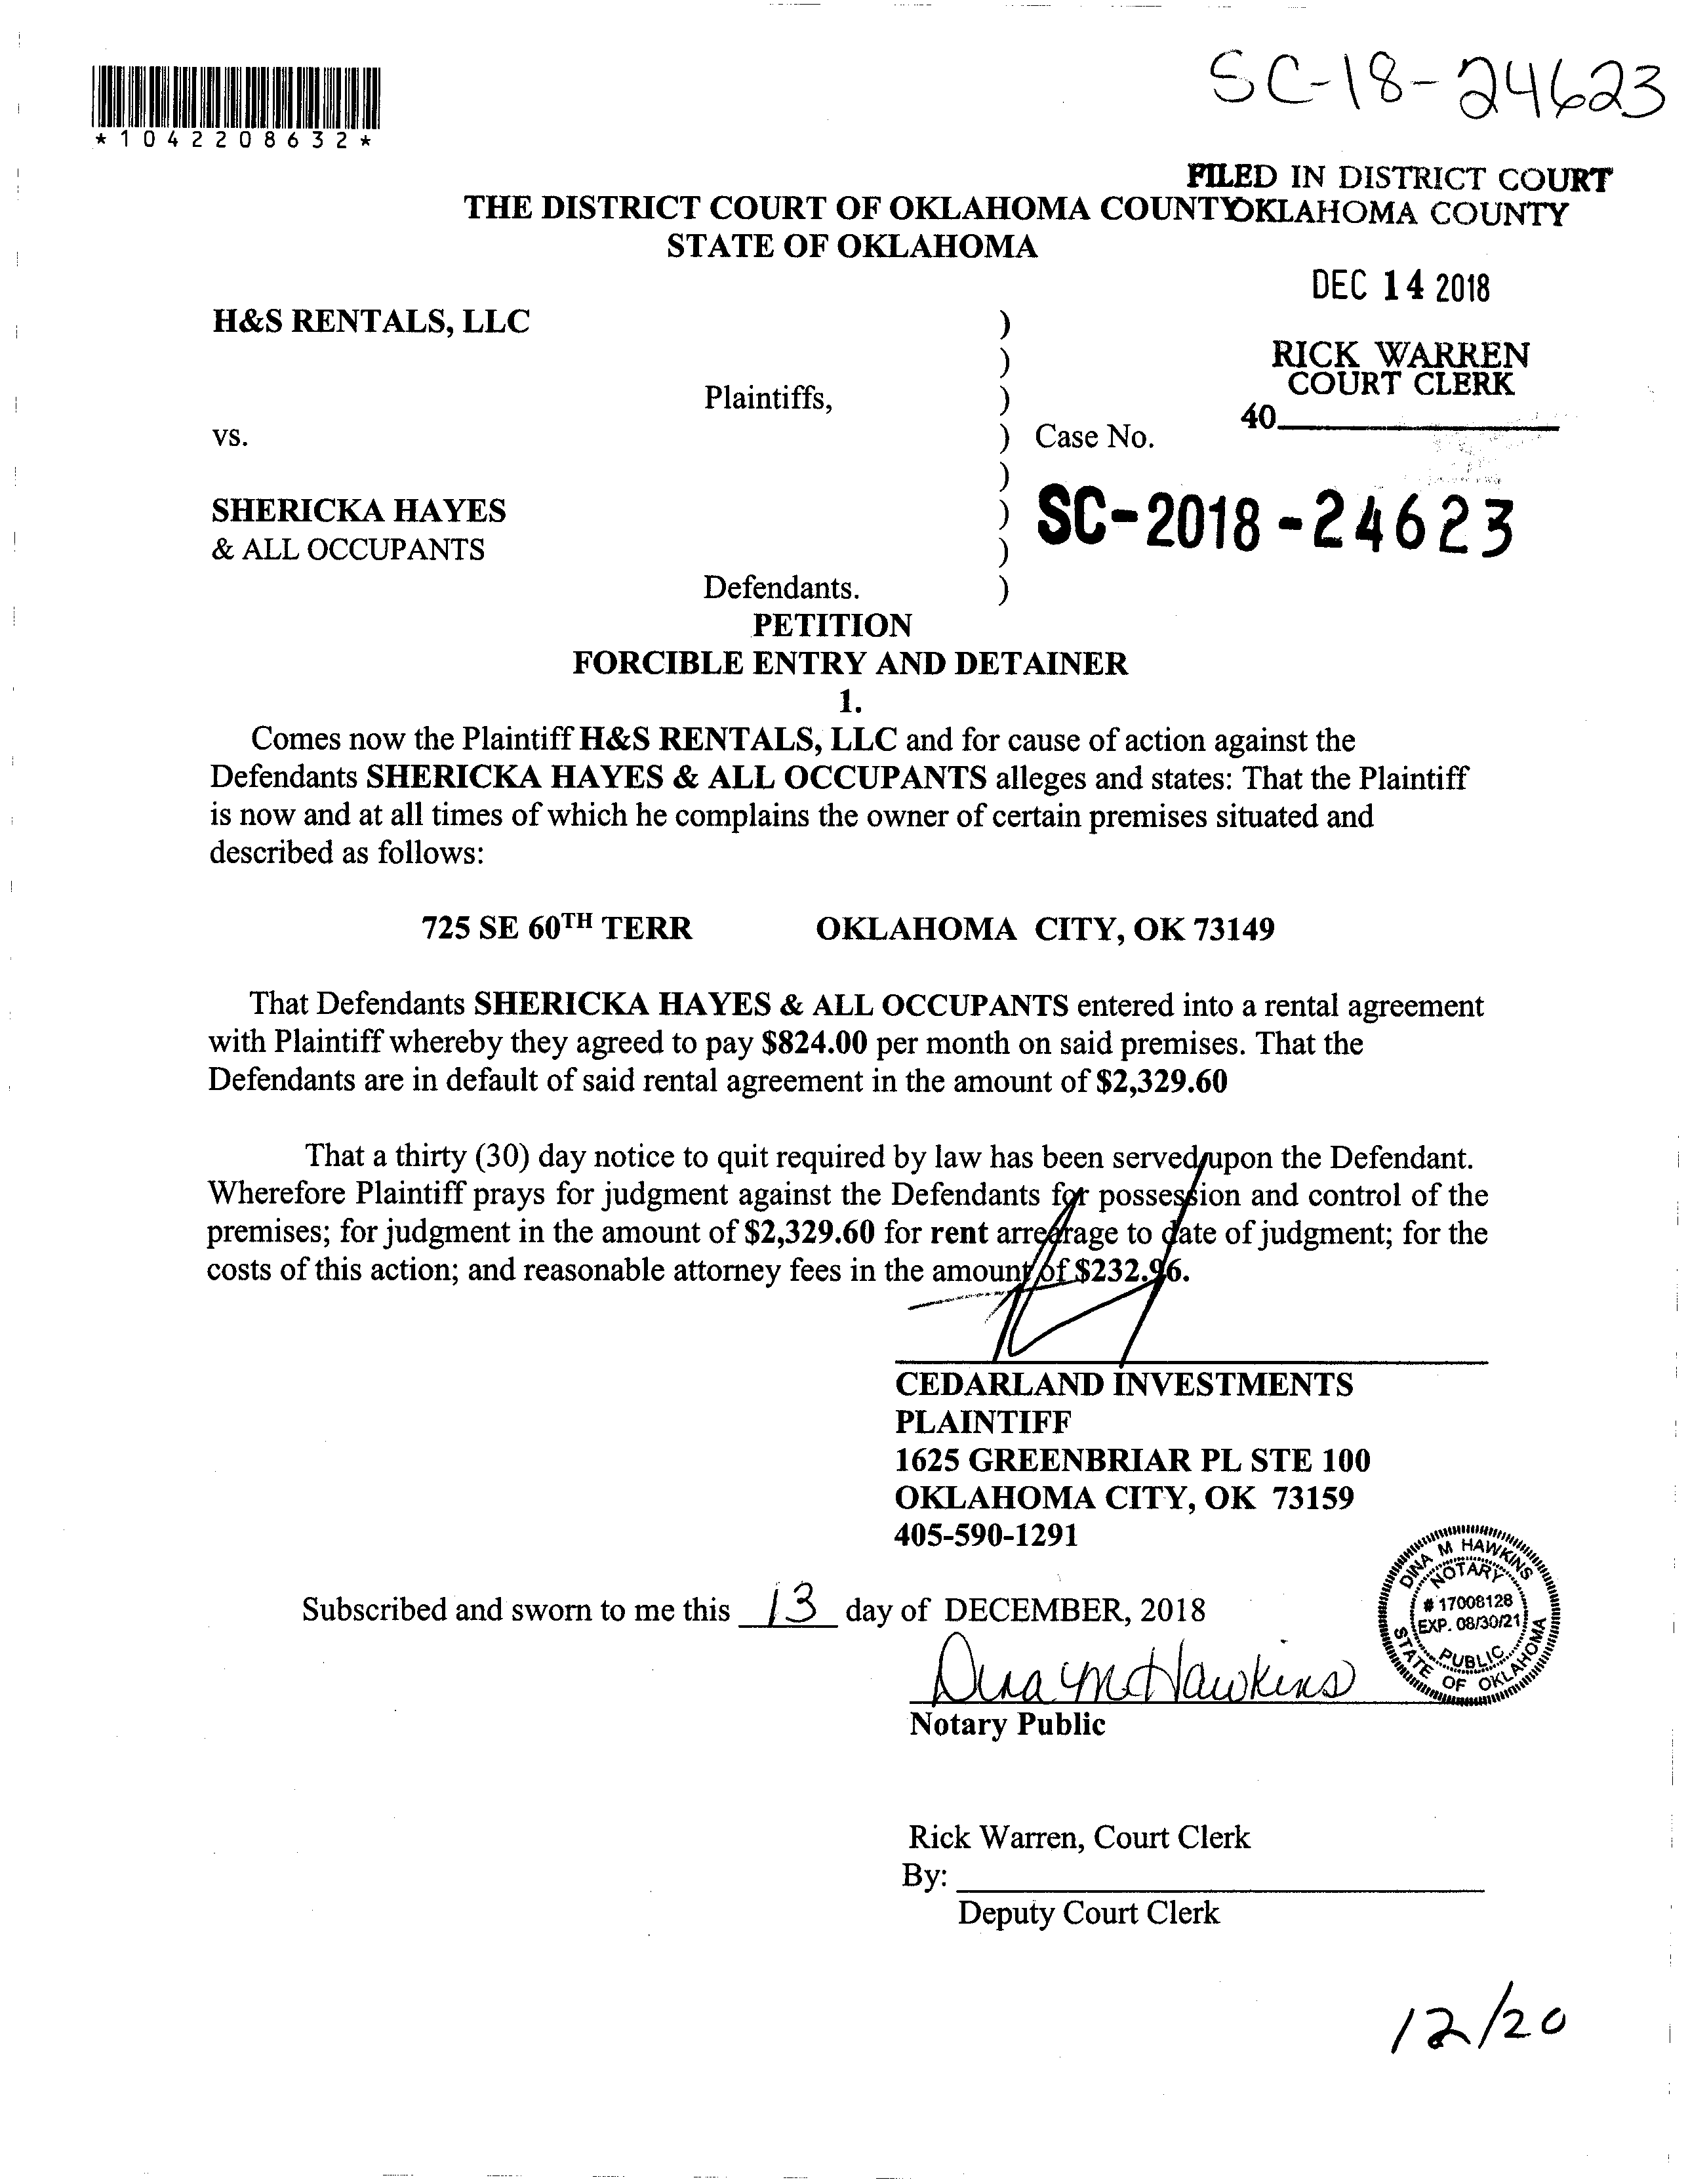 SC-18-24623
*1042208632*
FILED IN DISTRICT COURT
THE DISTRICT COURT OF OKLAHOMA COUNTY OKLAHOMA COUNTY
STATE OF OKLAHOMA
DEC 14 2018
H&S RENTALS, LLC )
) RICK WARREN
COURT CLERK
Plaintiffs, )
40
vs. ) Case No.
)
SHERICKA HAYES ) SC-2018-24623
& ALL OCCUPANTS )
Defendants. )
PETITION
FORCIBLE ENTRY AND DETAINER
1.
Comes now the Plaintiff H&S RENTALS, LLC and for cause of action against the
Defendants SHERICKA HAYES & ALL OCCUPANTS alleges and states: That the Plaintiff
is now and at all times of which he complains the owner of certain premises situated and
described as follows:
725 SE 60TH TERR OKLAHOMA CITY, OK 73149
That Defendants SHERICKA HAYES & ALL OCCUPANTS entered into a rental agreement
with Plaintiff whereby they agreed to pay $824.00 per month on said premises. That the
Defendants are in default of said rental agreement in the amount of $2,329.60
That a thirty (30) day notice to quit required by law has been served upon the Defendant.
Wherefore Plaintiff prays for judgment against the Defendants for possession and control of the
premises; for judgment in the amount of $2,329.60 for rent arrearage to date of judgment; for the
costs of this action; and reasonable attorney fees in the amount of $232.96.
CEDARLAND INVESTMENTS
PLAINTIFF
1625 GREENBRIAR PL STE 100
OKLAHOMA CITY, OK 73159
405-590-1291
DINA M HAWKINS
NOTARY
# 17008128
EXP. 08/30/21
PUBLIC
STATE OF OKLAHOMA
Subscribed and sworn to me this 13 day of DECEMBER, 2018
Dina M Hawkins
Notary Public
Rick Warren, Court Clerk
By:
Deputy Court Clerk
12/20